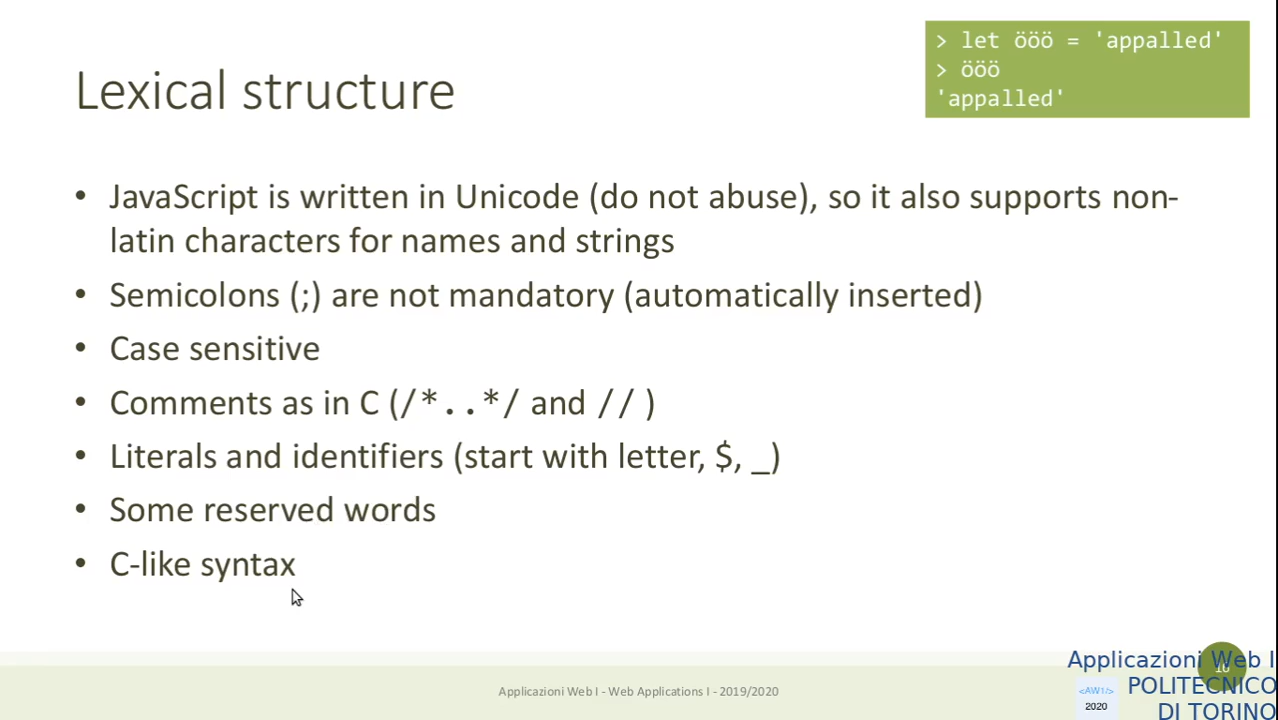 > let ööö = 'appalled'
> ööö
'appalled'
Lexical structure
• JavaScript is written in Unicode (do not abuse), so it also supports non-
latin characters for names and strings
• Semicolons (;) are not mandatory (automatically inserted)
• Case sensitive
• Comments as in C (/*..*/ and // )
• Literals and identifiers (start with letter, $, _)
• Some reserved words
• C-like syntax
Applicazioni Web I - Web Applications I - 2019/2020
Applicazioni Web I
POLITECNICO
DI TORINO
<AW1/>
2020